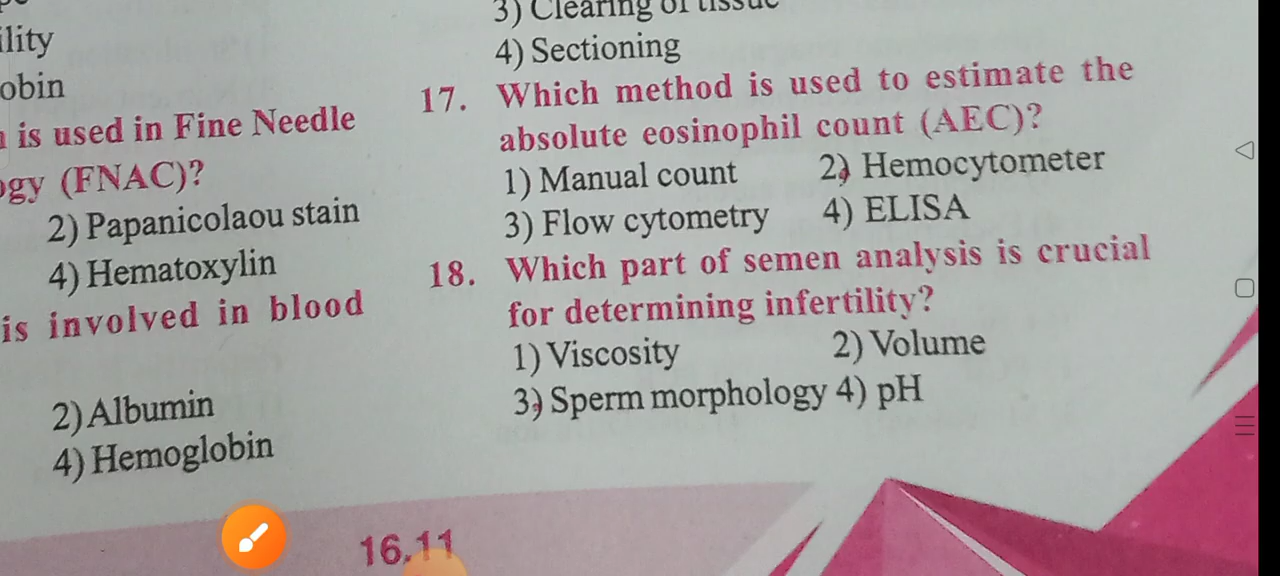 lity
obin
is used in Fine Needle
gy (FNAC)?
2) Papanicolaou stain
4) Hematoxylin
is involved in blood
2) Albumin
4) Hemoglobin
3) Clearing of tissue
4) Sectioning
17. Which method is used to estimate the
absolute eosinophil count (AEC)?
1) Manual count 2) Hemocytometer
3) Flow cytometry 4) ELISA
18. Which part of semen analysis is crucial
for determining infertility?
1) Viscosity 2) Volume
3) Sperm morphology 4) pH
16.11